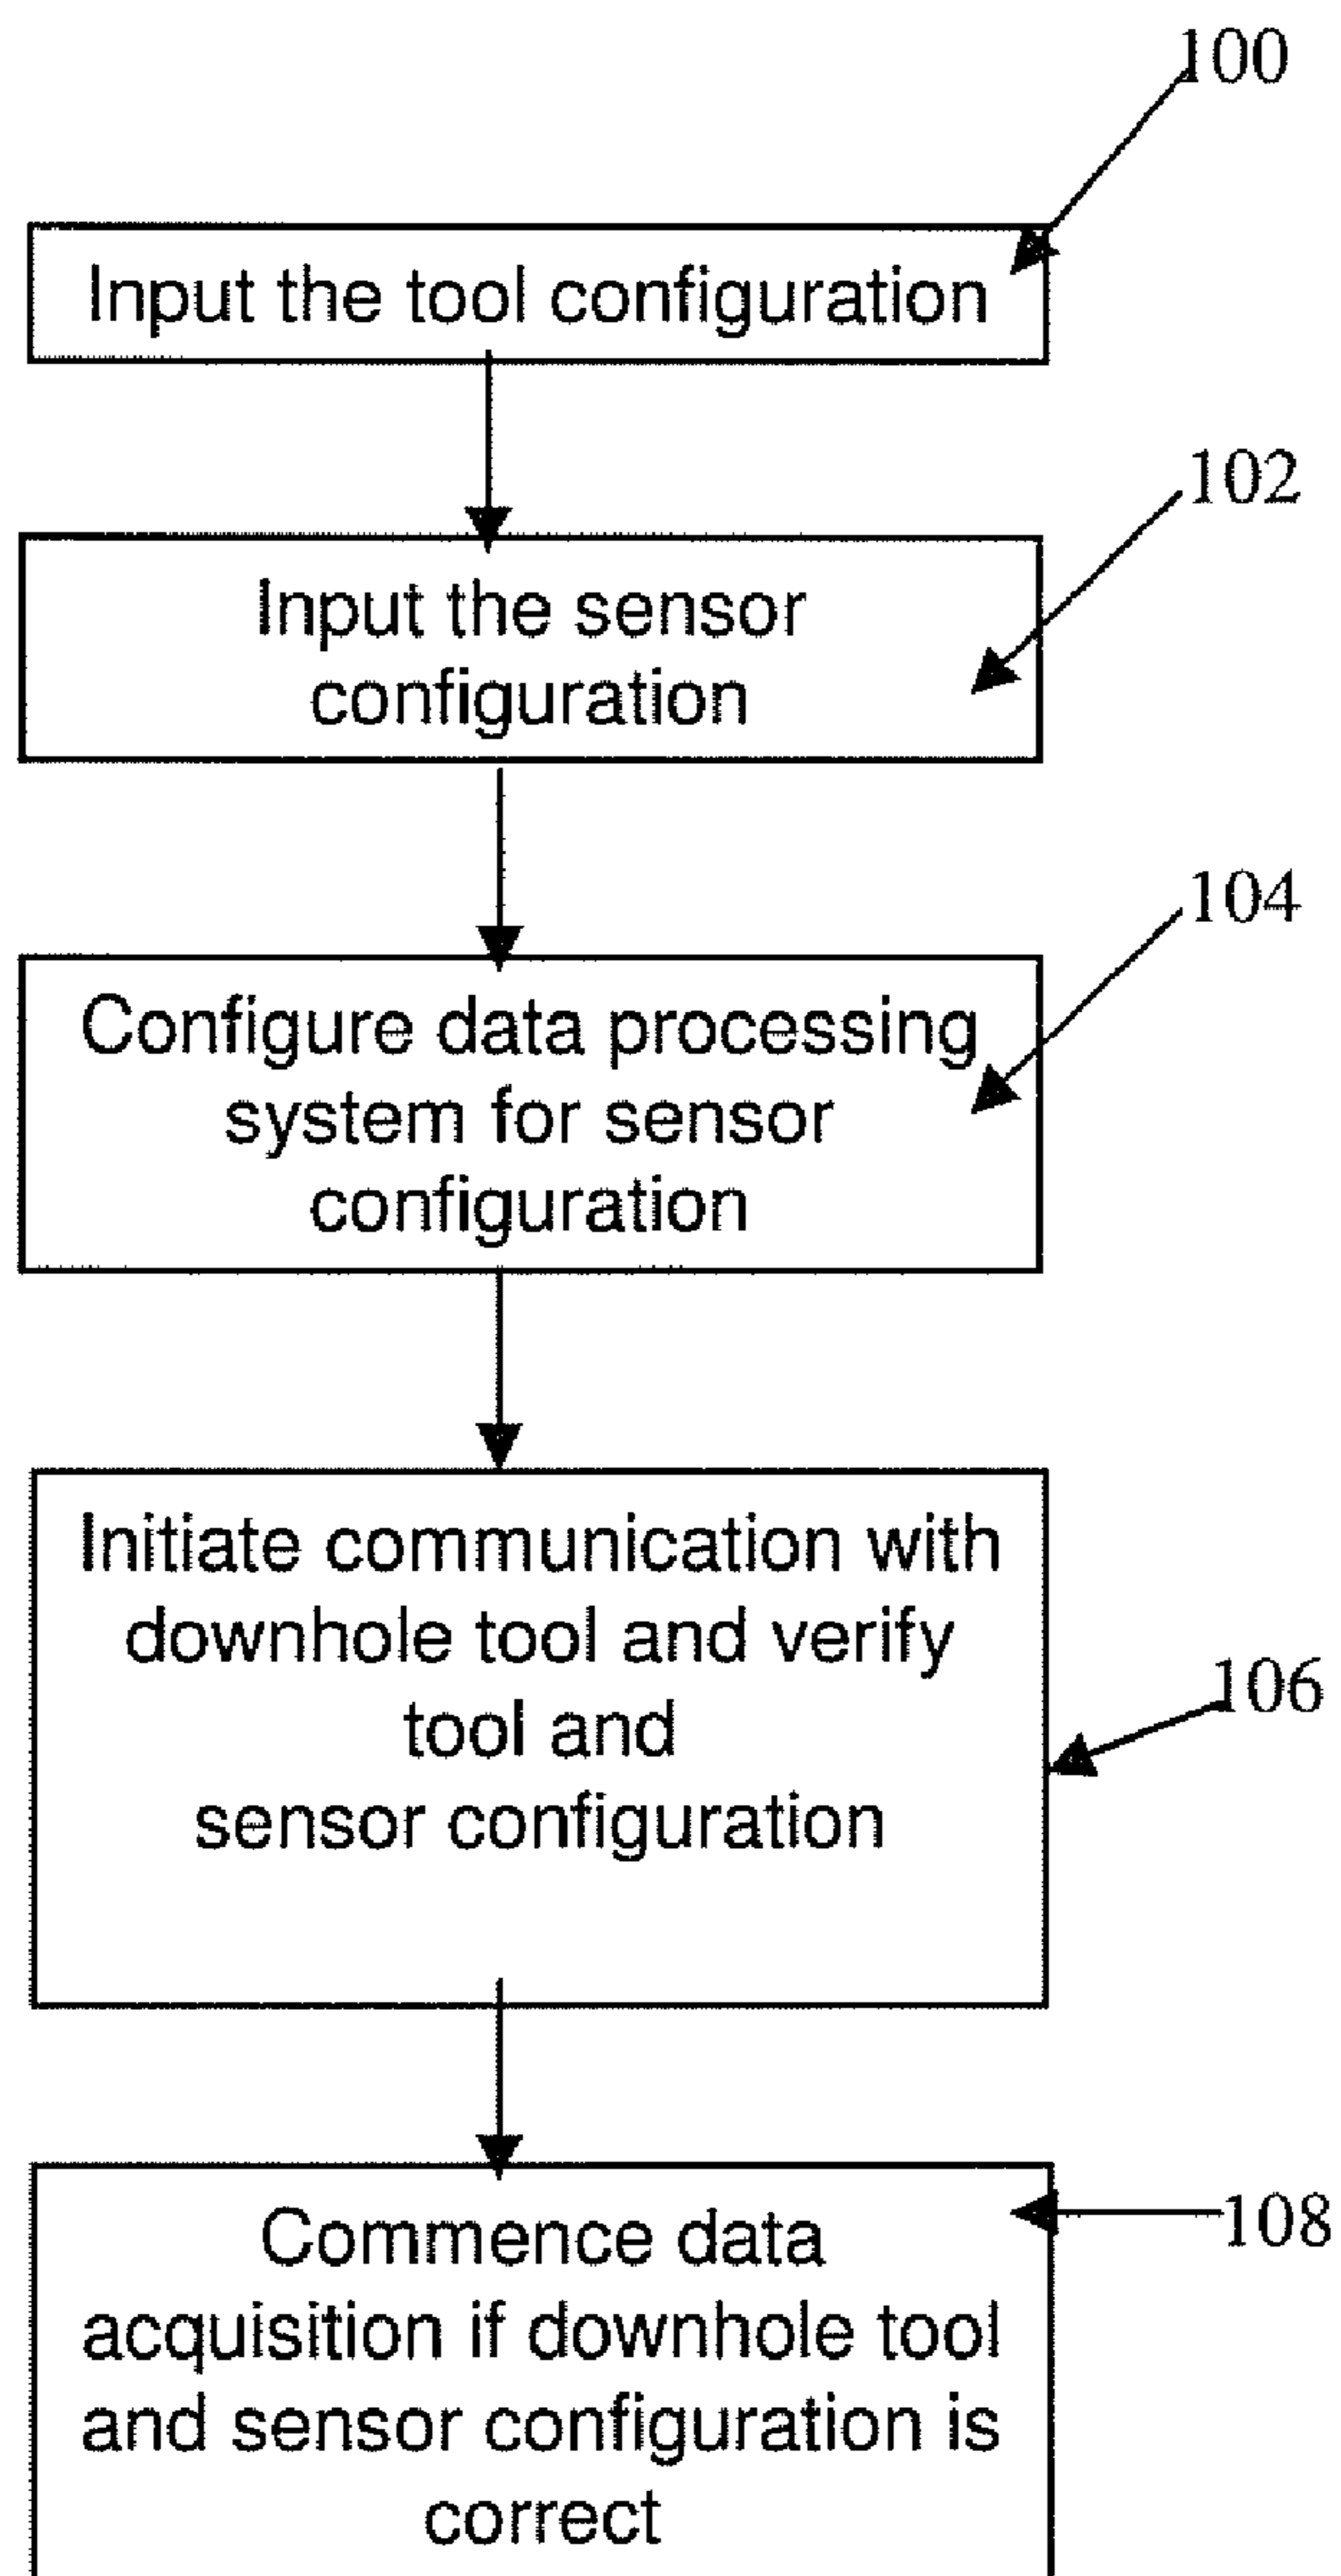 100
Input the tool configuration
102
Input the sensor
configuration
104
Configure data processing
system for sensor
configuration
Initiate communication with
downhole tool and verify
106
tool and
sensor configuration
108
Commence data
acquisition if downhole tool
and sensor configuration is
correct